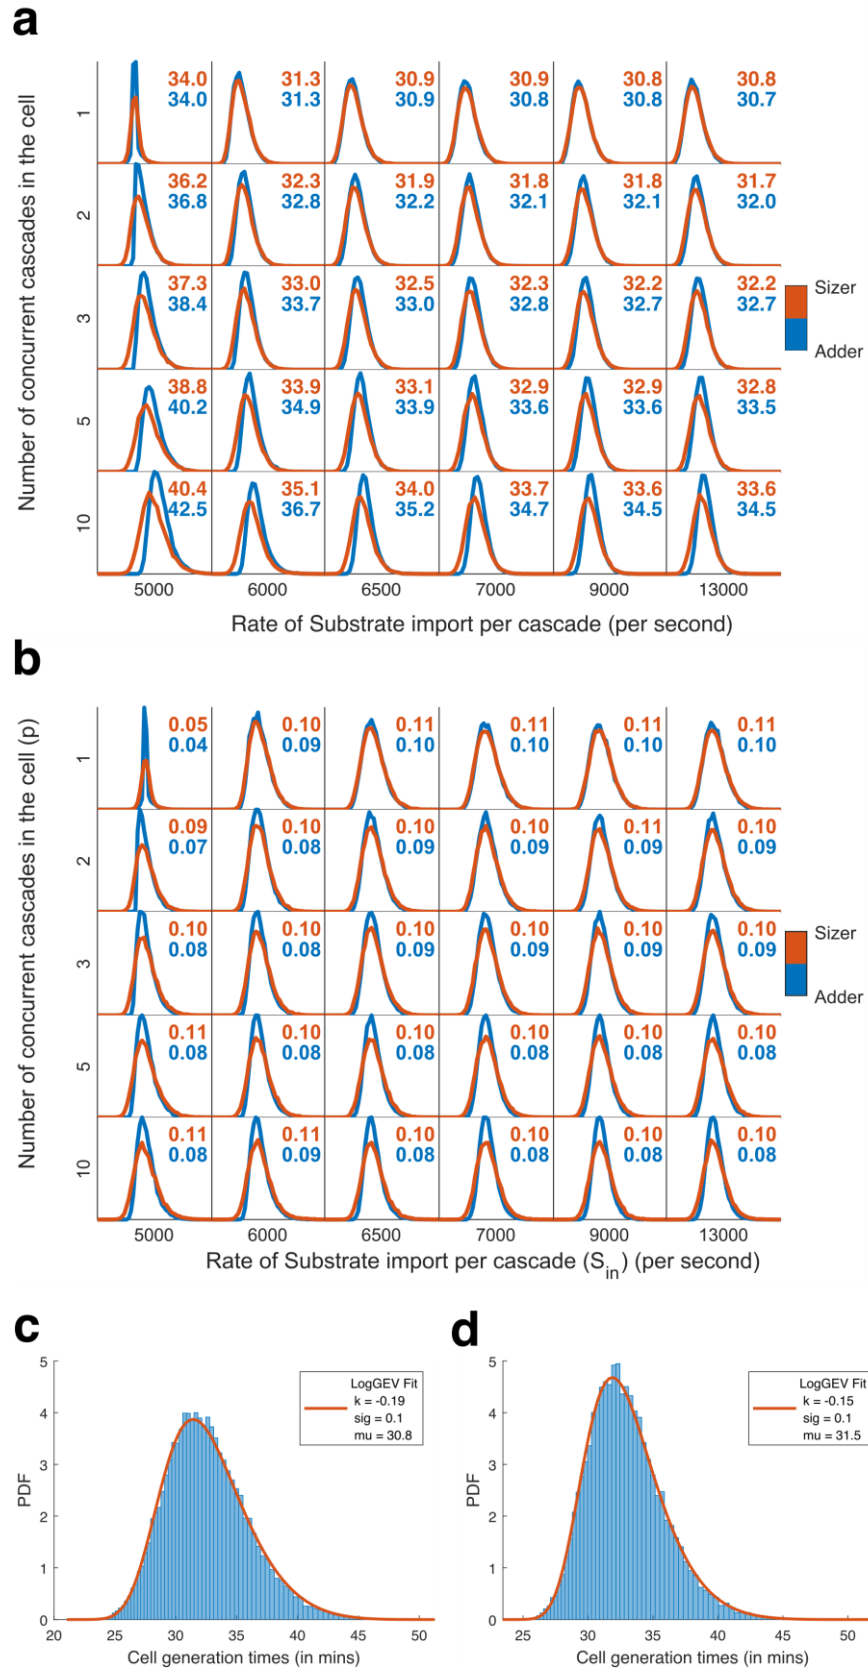 a
Number of concurrent cascades in the cell
1
34.0 31.3 30.9 30.9 30.8 30.8
34.0 31.3 30.9 30.8 30.8 30.7
2
36.2 32.3 31.9 31.8 31.8 31.7
36.8 32.8 32.2 32.1 32.1 32.0
3
37.3 33.0 32.5 32.3 32.2 32.2
38.4 33.7 33.0 32.8 32.7 32.7
5
38.8 33.9 33.1 32.9 32.9 32.8
40.2 34.9 33.9 33.6 33.6 33.5
10
40.4 35.1 34.0 33.7 33.6 33.6
42.5 36.7 35.2 34.7 34.5 34.5
Sizer
Adder
5000 6000 6500 7000 9000 13000
Rate of Substrate import per cascade (per second)
b
Number of concurrent cascades in the cell (p)
1
0.05 0.10 0.11 0.11 0.11 0.11
0.04 0.09 0.10 0.10 0.10 0.10
2
0.09 0.10 0.10 0.10 0.11 0.10
0.07 0.08 0.09 0.09 0.09 0.09
3
0.10 0.10 0.10 0.10 0.10 0.10
0.08 0.08 0.09 0.09 0.09 0.09
5
0.11 0.10 0.10 0.10 0.10 0.10
0.08 0.08 0.08 0.08 0.08 0.08
10
0.11 0.11 0.10 0.10 0.10 0.10
0.08 0.09 0.08 0.08 0.08 0.08
Sizer
Adder
5000 6000 6500 7000 9000 13000
Rate of Substrate import per cascade (S_in) (per second)
c
PDF
5
4
3
2
1
0
LogGEV Fit
k = -0.19
sig = 0.1
mu = 30.8
20 25 30 35 40 45 50
Cell generation times (in mins)
d
PDF
5
4
3
2
1
0
LogGEV Fit
k = -0.15
sig = 0.1
mu = 31.5
25 30 35 40 45 50
Cell generation times (in mins)